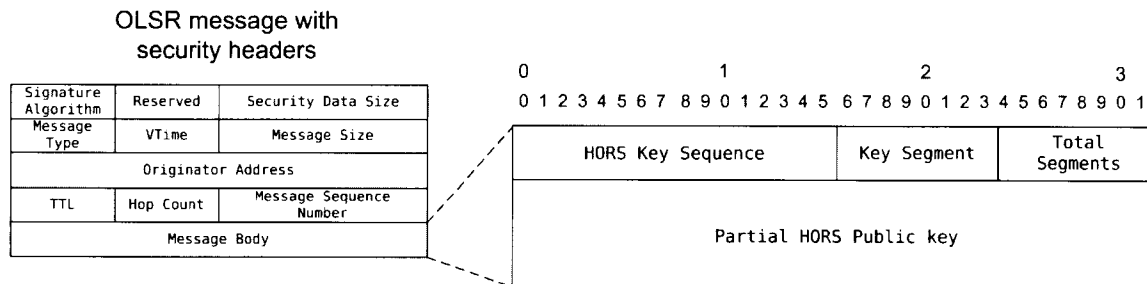 OLSR message with
security headers
Signature
Algorithm
Reserved
Security Data Size
Message
Type
VTime
Message Size
Originator Address
TTL
Hop Count
Message Sequence
Number
Message Body
0 1 2 3
0 1 2 3 4 5 6 7 8 9 0 1 2 3 4 5 6 7 8 9 0 1 2 3 4 5 6 7 8 9 0 1
HORS Key Sequence
Key Segment
Total
Segments
Partial HORS Public key